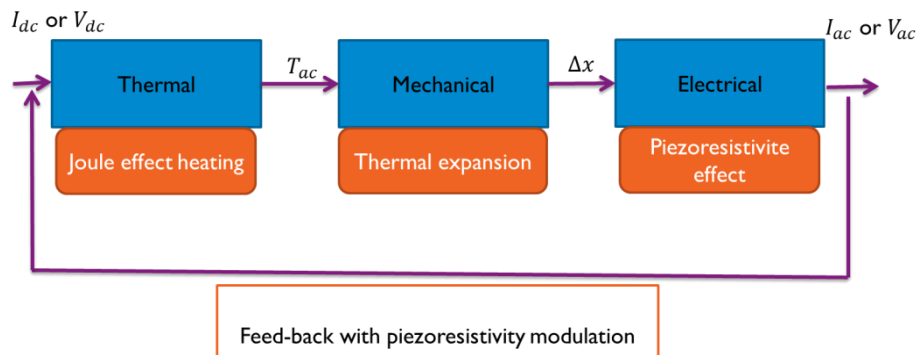 I_dc or V_dc
I_ac or V_ac
Thermal
T_ac
Mechanical
Δx
Electrical
Joule effect heating
Thermal expansion
Piezoresistivite
effect
Feed-back with piezoresistivity modulation